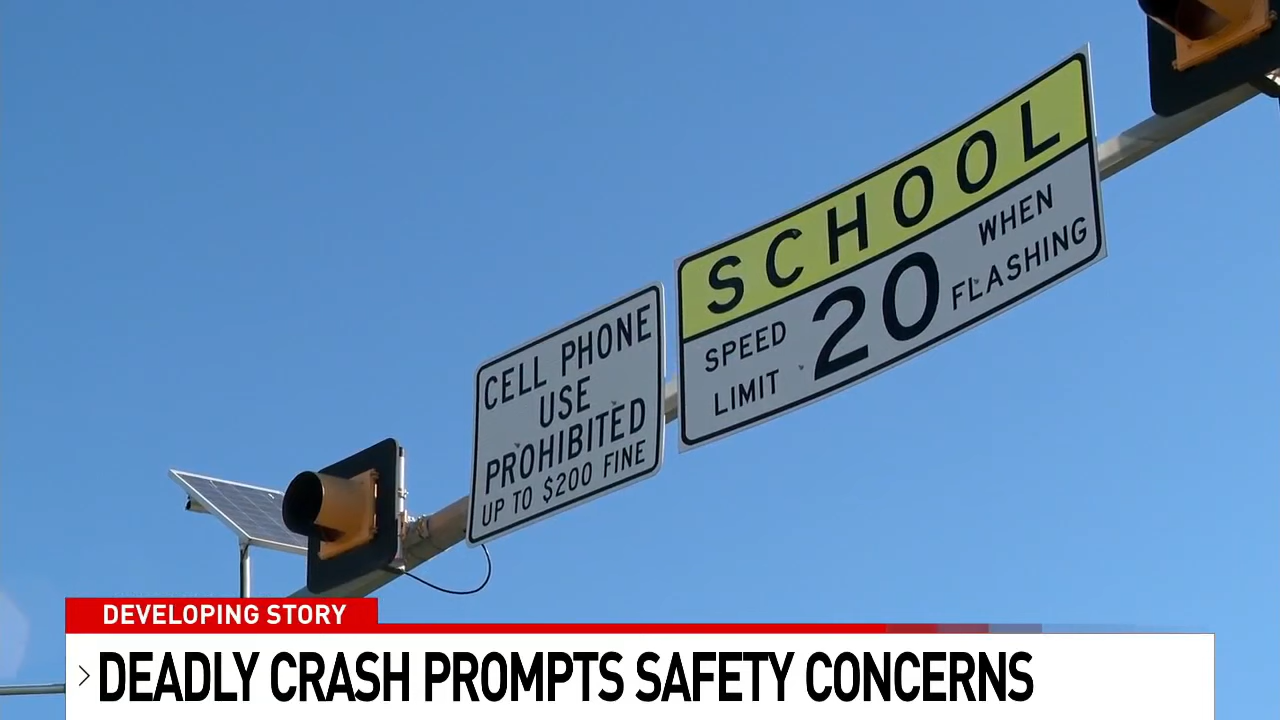 SCHOOL
SPEED LIMIT 20 WHEN FLASHING
CELL PHONE
USE
PROHIBITED
UP TO $200 FINE
DEVELOPING STORY
DEADLY CRASH PROMPTS SAFETY CONCERNS